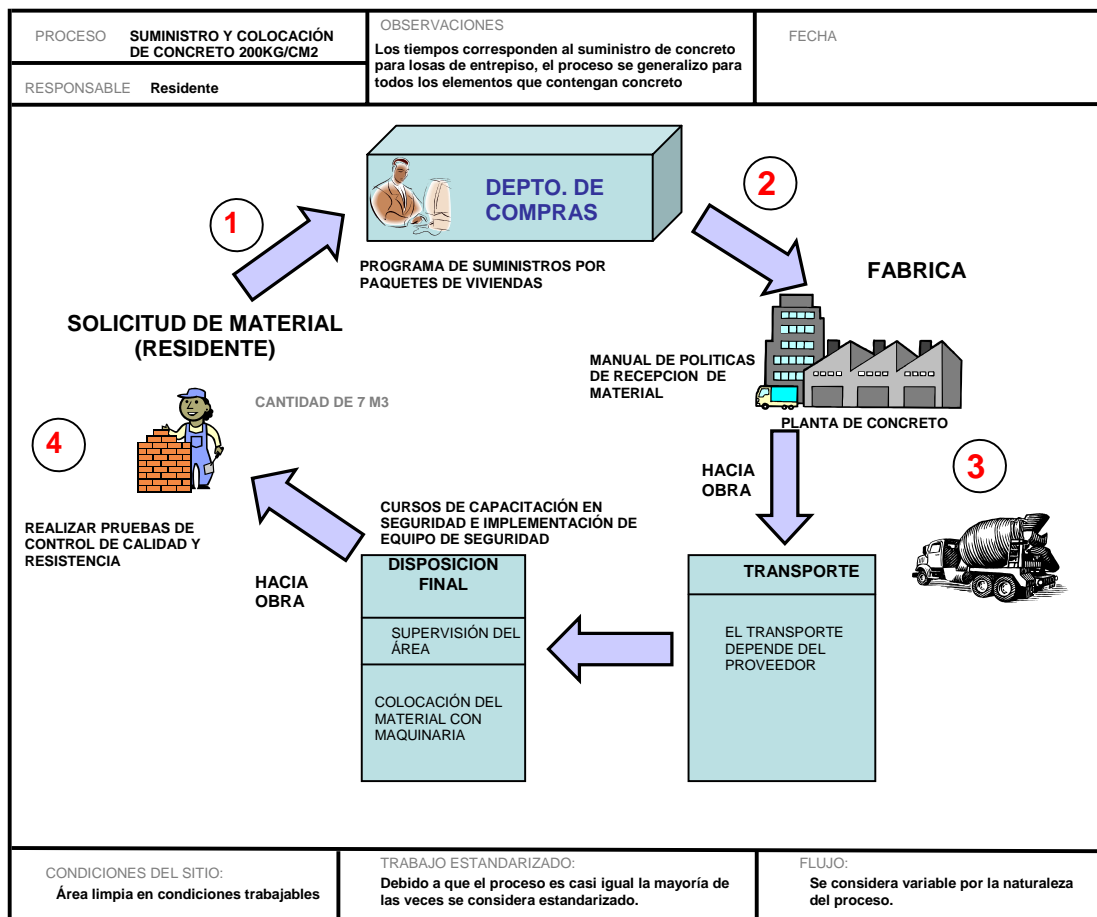 PROCESO SUMINISTRO Y COLOCACIÓN
DE CONCRETO 200KG/CM2
RESPONSABLE Residente
OBSERVACIONES
Los tiempos corresponden al suministro de concreto
para losas de entrepiso, el proceso se generalizo para
todos los elementos que contengan concreto
FECHA
1
DEPTO. DE
COMPRAS
2
PROGRAMA DE SUMINISTROS POR
PAQUETES DE VIVIENDAS
FABRICA
SOLICITUD DE MATERIAL
(RESIDENTE)
MANUAL DE POLITICAS
DE RECEPCION DE
MATERIAL
CANTIDAD DE 7 M3
PLANTA DE CONCRETO
4
HACIA
OBRA
3
REALIZAR PRUEBAS DE
CONTROL DE CALIDAD Y
RESISTENCIA
CURSOS DE CAPACITACIÓN EN
SEGURIDAD E IMPLEMENTACIÓN DE
EQUIPO DE SEGURIDAD
HACIA
OBRA
DISPOSICION
FINAL
SUPERVISIÓN DEL
ÁREA
COLOCACIÓN DEL
MATERIAL CON
MAQUINARIA
TRANSPORTE
EL TRANSPORTE
DEPENDE DEL
PROVEEDOR
CONDICIONES DEL SITIO:
Área limpia en condiciones trabajables
TRABAJO ESTANDARIZADO:
Debido a que el proceso es casi igual la mayoría de
las veces se considera estandarizado.
FLUJO:
Se considera variable por la naturaleza
del proceso.